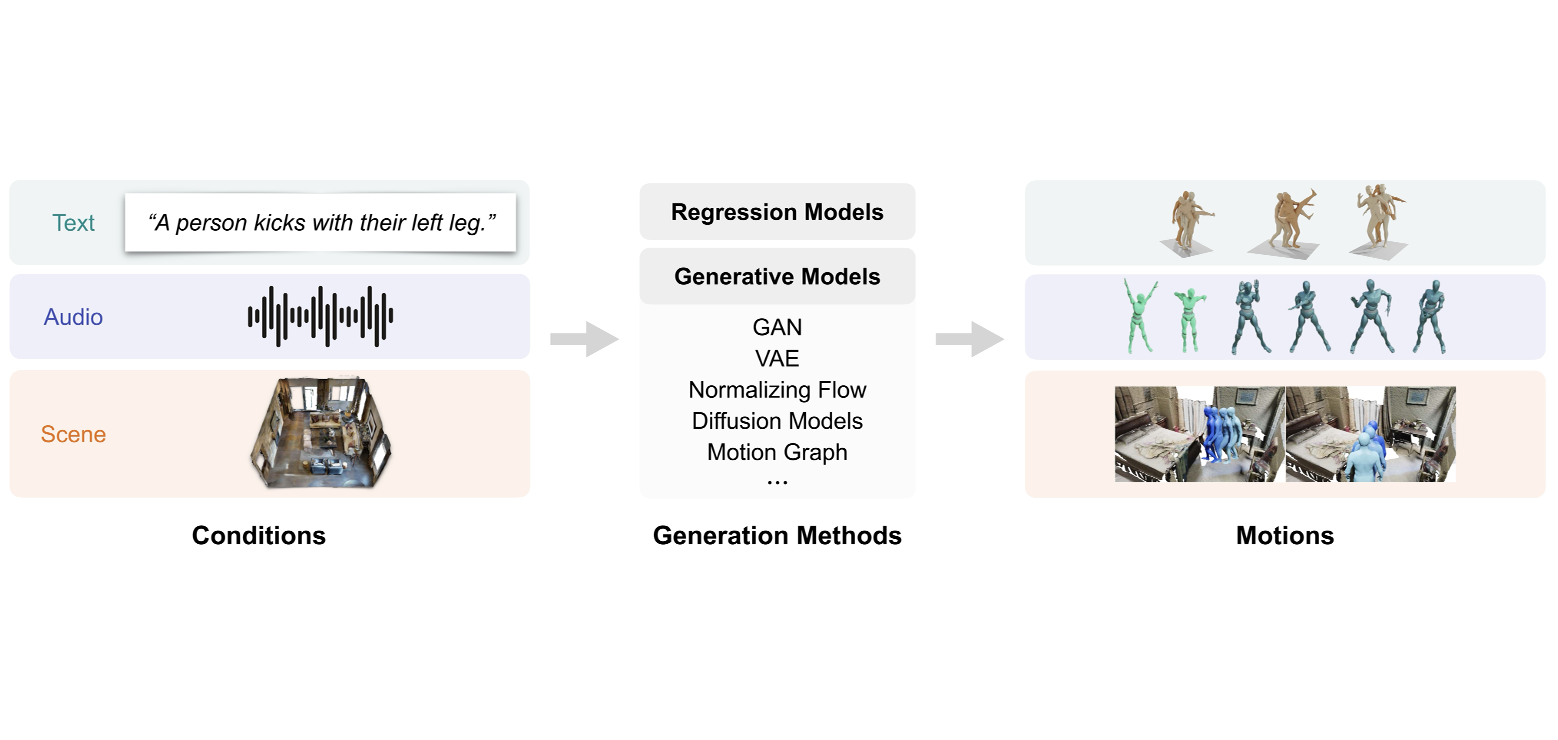 Text
“A person kicks with their left leg.”
Audio
Scene
Conditions
Regression Models
Generative Models
GAN
VAE
Normalizing Flow
Diffusion Models
Motion Graph
...
Generation Methods
Motions